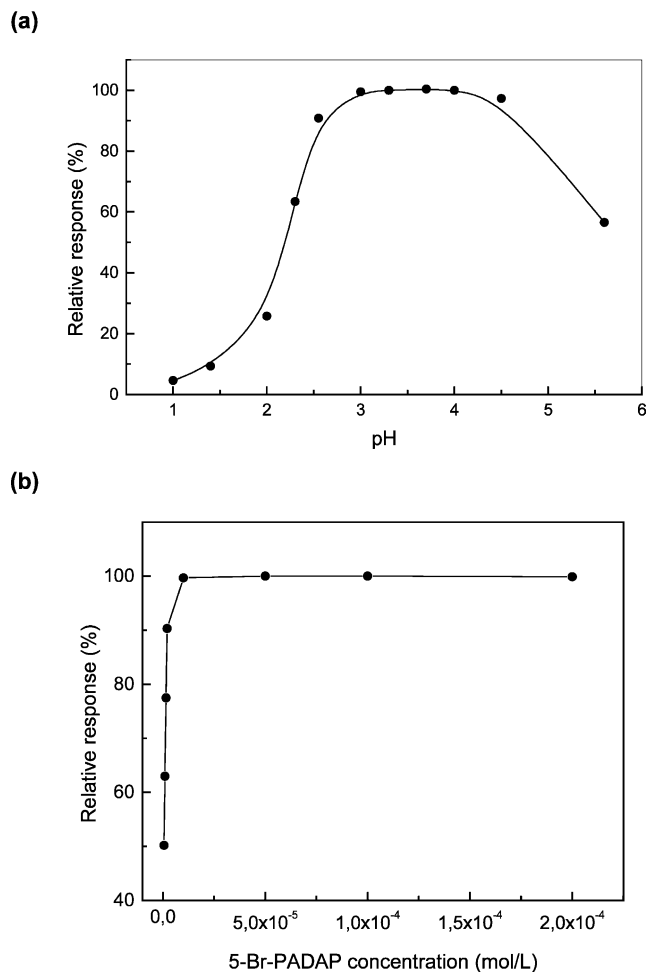 (a)
100
80
60
40
20
0
Relative response (%)
1 2 3 4 5 6
pH
(b)
100
80
60
40
Relative response (%)
0,0 5,0x10⁻⁵ 1,0x10⁻⁴ 1,5x10⁻⁴ 2,0x10⁻⁴
5-Br-PADAP concentration (mol/L)